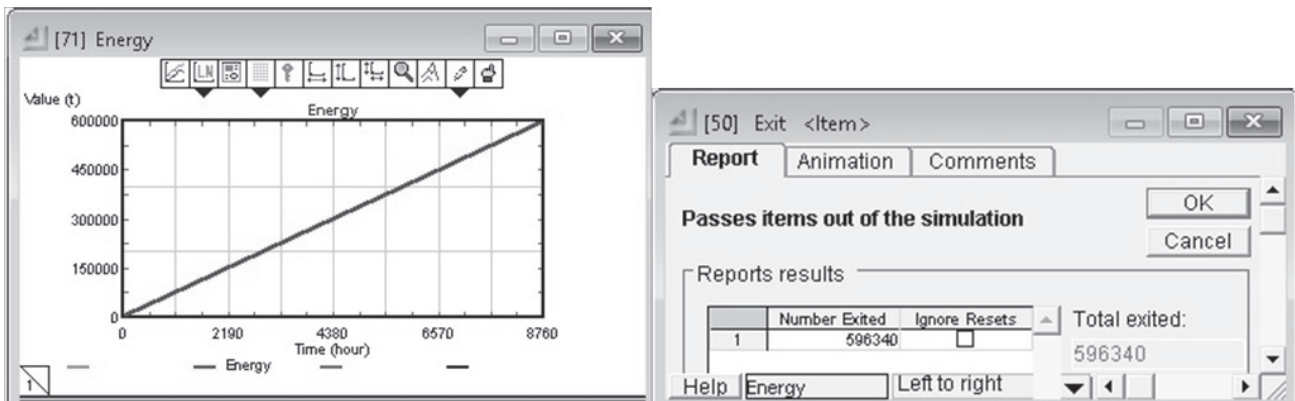 [71] Energy
LN
Value (t)
Energy
600000
450000
300000
150000
0
0 2190 4380 6570 8760
Time (hour)
Energy
1
[50] Exit <Item>
Report Animation Comments
Passes items out of the simulation
OK
Cancel
Reports results
Number Exited Ignore Resets
1 596340
Total exited:
596340
Help Energy Left to right